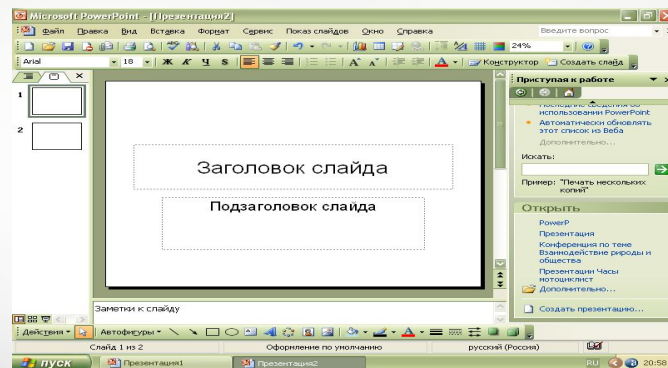 Microsoft PowerPoint - [Презентация2]
Файл Правка Вид Вставка Формат Сервис Показ слайдов Окно Справка
Введите вопрос
24%
Arial 18 Ж К Ч S Конструктор Создать слайд
Приступая к работе
1
использовании PowerPoint
Автоматически обновлять
этот список из Веба
Дополнительно...
2
Искать:
Пример: "Печать нескольких
копий"
Заголовок слайда
Подзаголовок слайда
Открыть
PowerP
Презентация
Конференция по теме
Взаимодействие природы и
общества
Презентации Часы
мотоциклист
Дополнительно...
Создать презентацию...
Заметки к слайду
Действия Автофигуры
Слайд 1 из 2 Оформление по умолчанию русский (Россия)
пуск Презентация1 Презентация2 RU 20:58